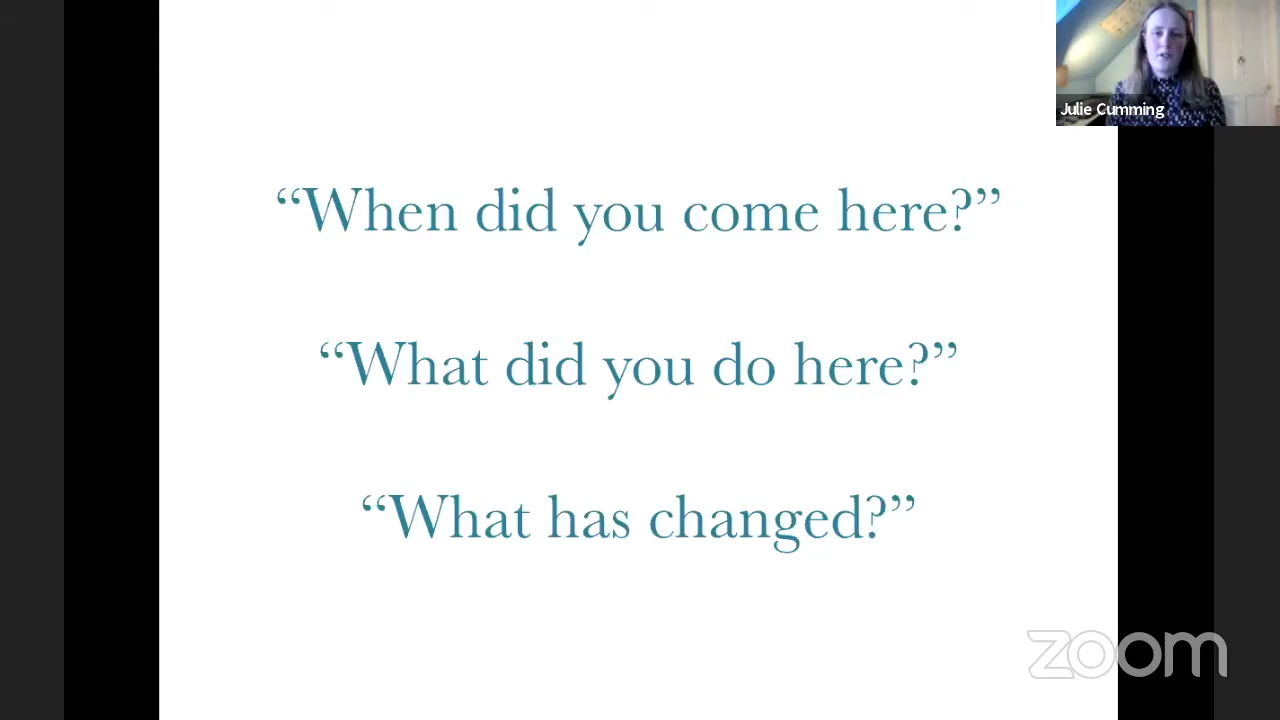 Julie Cumming
“When did you come here?”
“What did you do here?”
“What has changed?”
zoom